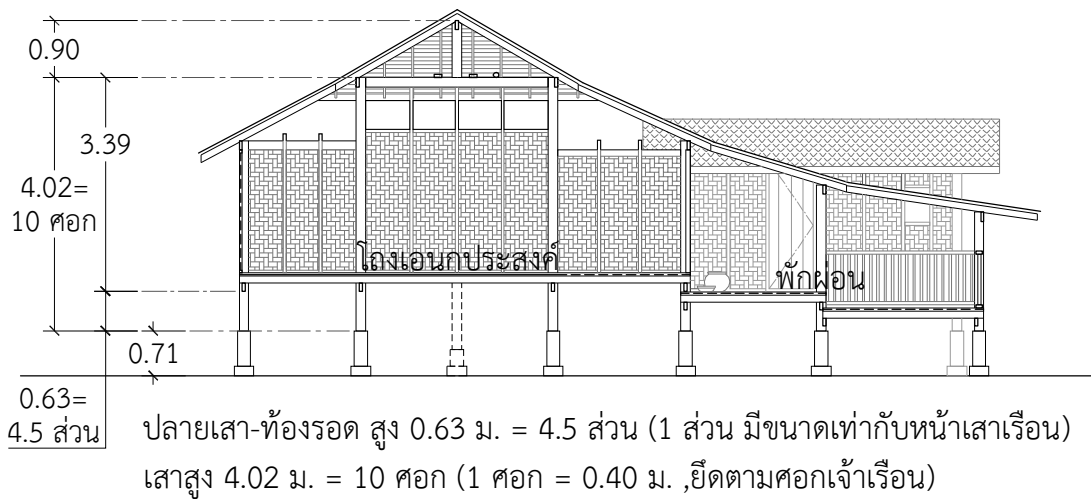 0.90
3.39
4.02=
10 ศอก
โถงเอนกประสงค์
พักผ่อน
0.71
0.63=
4.5 ส่วน
ปลายเสา-ท้องรอด สูง 0.63 ม. = 4.5 ส่วน (1 ส่วน มีขนาดเท่ากับหน้าเสาเรือน)
เสาสูง 4.02 ม. = 10 ศอก (1 ศอก = 0.40 ม. ,ยึดตามศอกเจ้าเรือน)